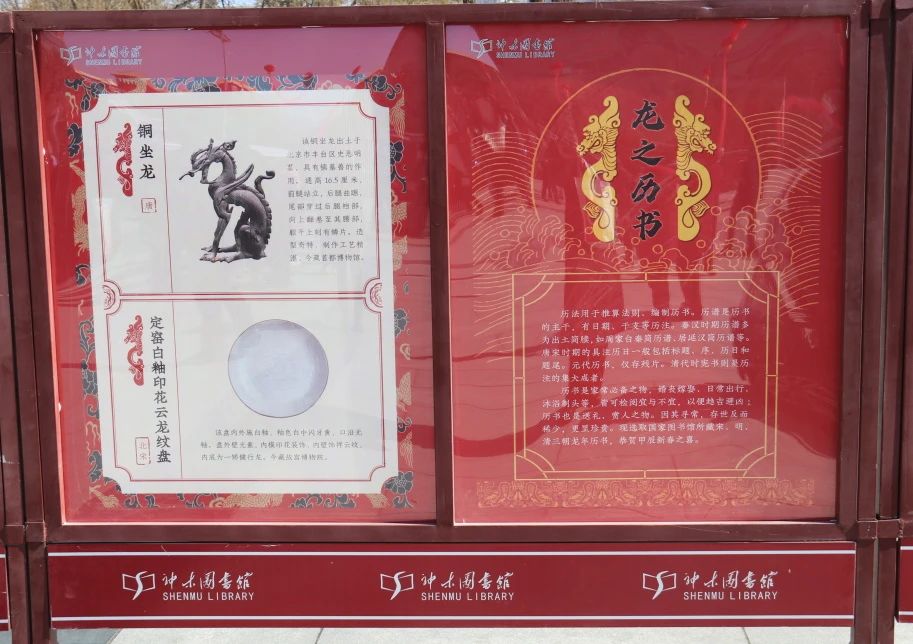 神木图书館
SHENMU LIBRARY
铜坐龙
唐
该铜坐龙出土于
北京市丰台区史思明
墓，具有镇墓兽的作
用。通高16.5厘米，
前腿站立，后腿曲蹲，
尾部穿过后腿裆部，
向上翻卷至其腰部，
躯干上刻有鳞片。造
型奇特，制作工艺精
湛。今藏首都博物馆。
定窑白釉印花云龙纹盘
北宋
该盘内外施白釉，釉色白中闪牙黄，口沿无
釉。盘外壁光素，内模印花装饰，内壁饰祥云纹，
内底为一矫健行龙。今藏故宫博物院。
神木图书館
SHENMU LIBRARY
龙之历书
历法用于推算法则、编制历书。历谱是历书
的主干，有日期、干支等历注。秦汉时期历谱多
为出土简牍，如周家台秦简历谱、居延汉简历谱等。
唐宋时期的具注历日一般包括标题、序、历日和
题尾。元代历书，仅存残片。清代时宪书则是历
注的集大成者。
历书是家常必备之物，婚丧嫁娶、日常出行、
沐浴剃头等，皆可检阅宜与不宜，以便趋吉避凶；
历书也是送礼、赏人之物。因其寻常，存世反而
稀少，更显珍贵。现选取国家图书馆所藏宋、明、
清三朝龙年历书，恭贺甲辰新春之喜。
神木图书館
SHENMU LIBRARY
神木图书館
SHENMU LIBRARY
神木图书館
SHENMU LIBRARY